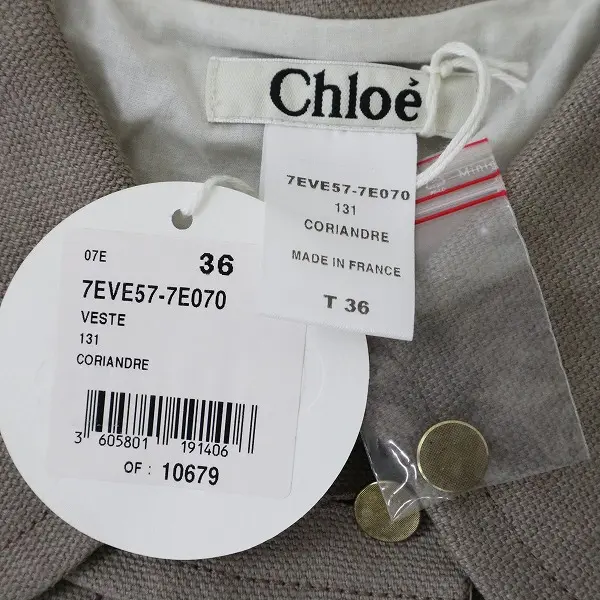 Chloé
7EVE57-7E070
131
CORIANDRE
MADE IN FRANCE
T 36
07E
36
7EVE57-7E070
VESTE
131
CORIANDRE
3 605801 191406
OF : 10679